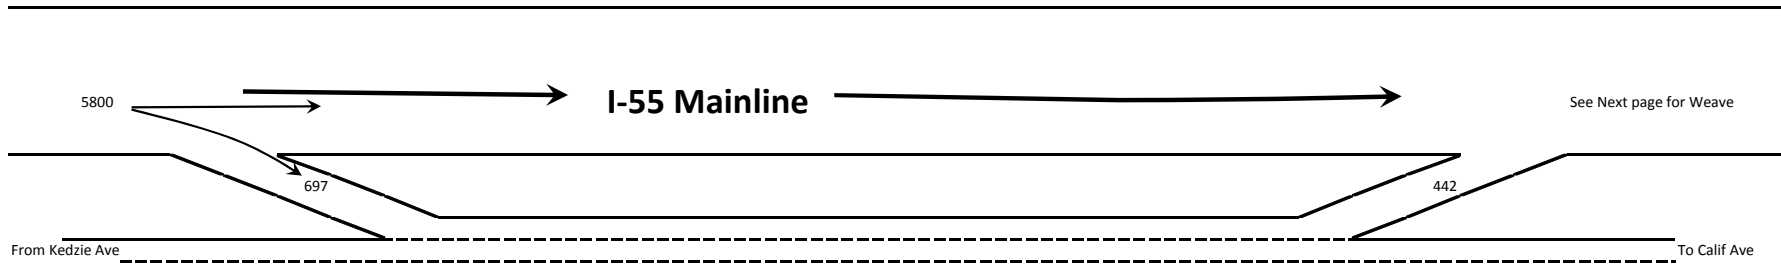 5800
I-55 Mainline
See Next page for Weave
697
442
From Kedzie Ave
To Calif Ave